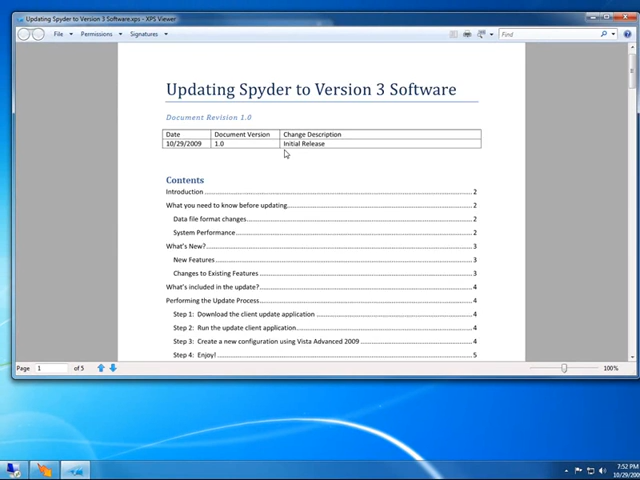 Updating Spyder to Version 3 Software.xps - XPS Viewer
File Permissions Signatures Find
Updating Spyder to Version 3 Software
Document Revision 1.0
Date Document Version Change Description
10/29/2009 1.0 Initial Release
Contents
Introduction 2
What you need to know before updating 2
Data file format changes 2
System Performance 2
What's New? 3
New Features 3
Changes to Existing Features 3
What's included in the update? 4
Performing the Update Process 4
Step 1: Download the client update application 4
Step 2: Run the update client application 4
Step 3: Create a new configuration using Vista Advanced 2009 4
Step 4: Enjoy! 5
Page 1 of 5 100%
7:52 PM
10/29/200